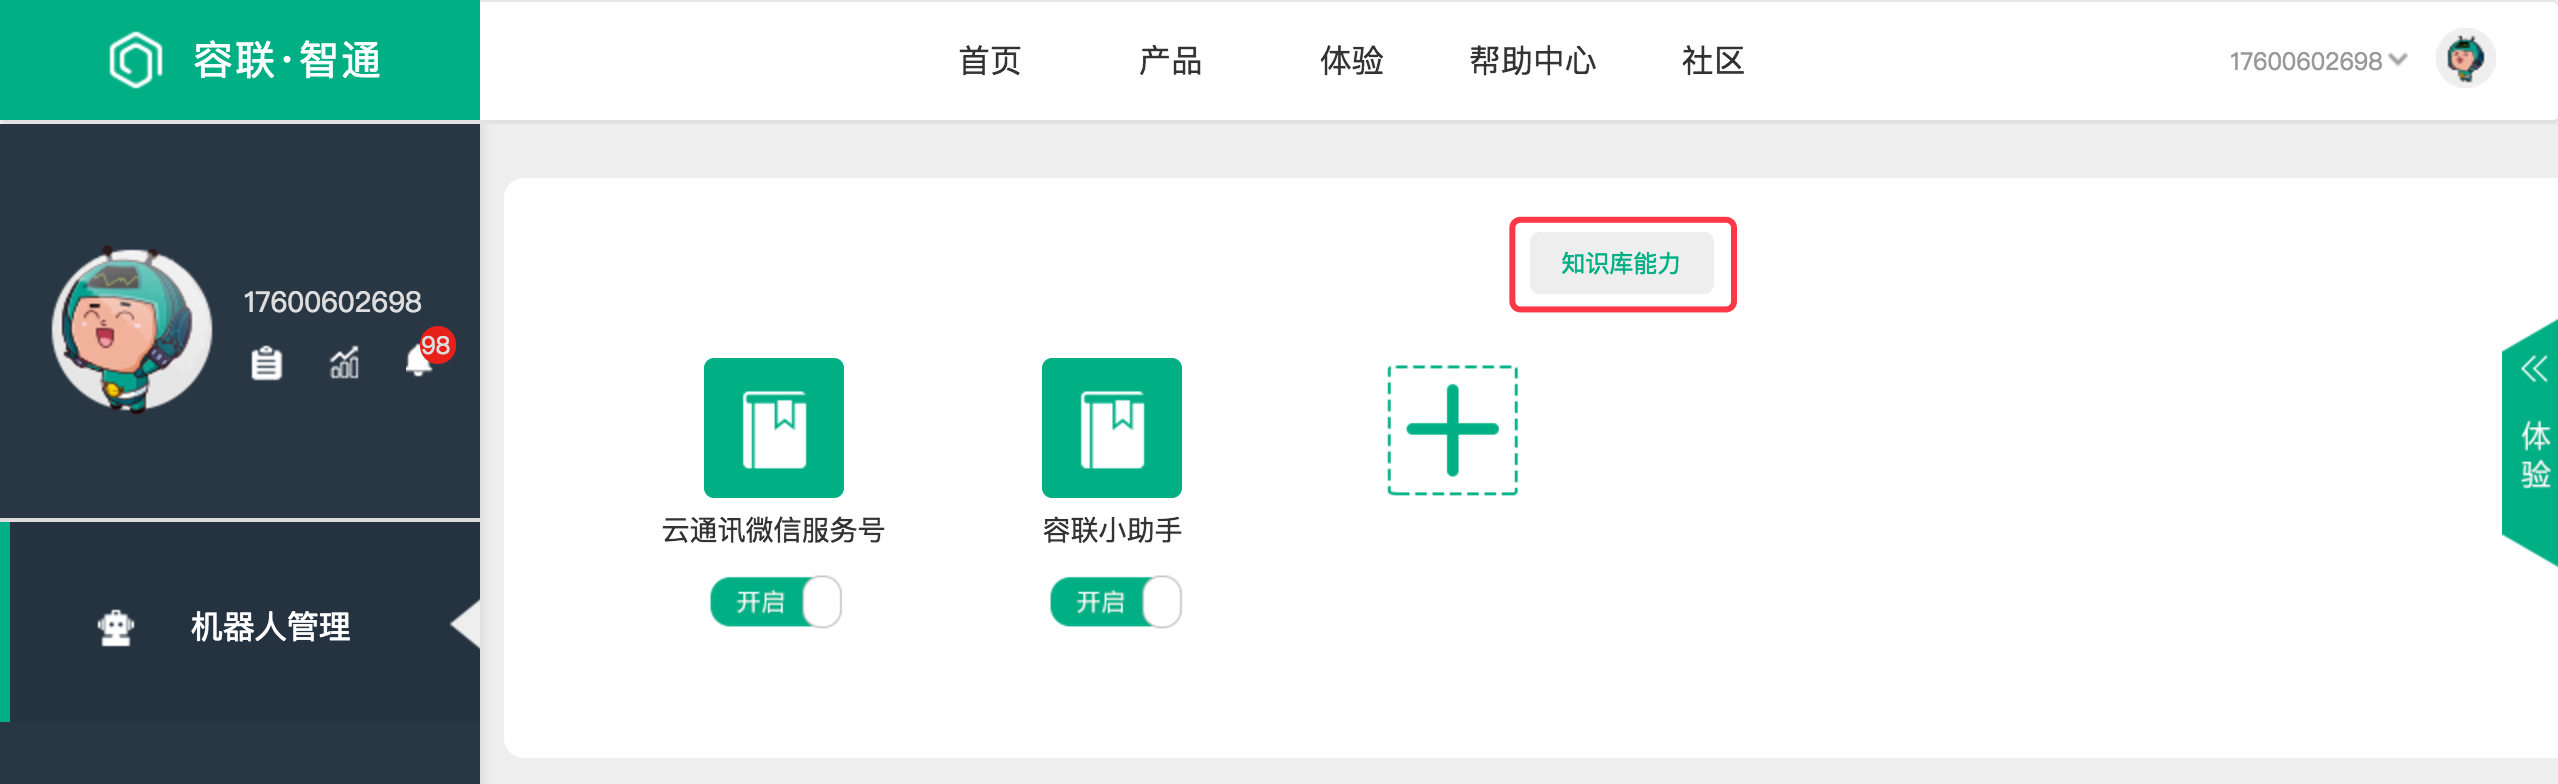 容联·智通
首页 产品 体验 帮助中心 社区
17600602698
17600602698
98
机器人管理
知识库能力
云通讯微信服务号
容联小助手
开启
开启
体验